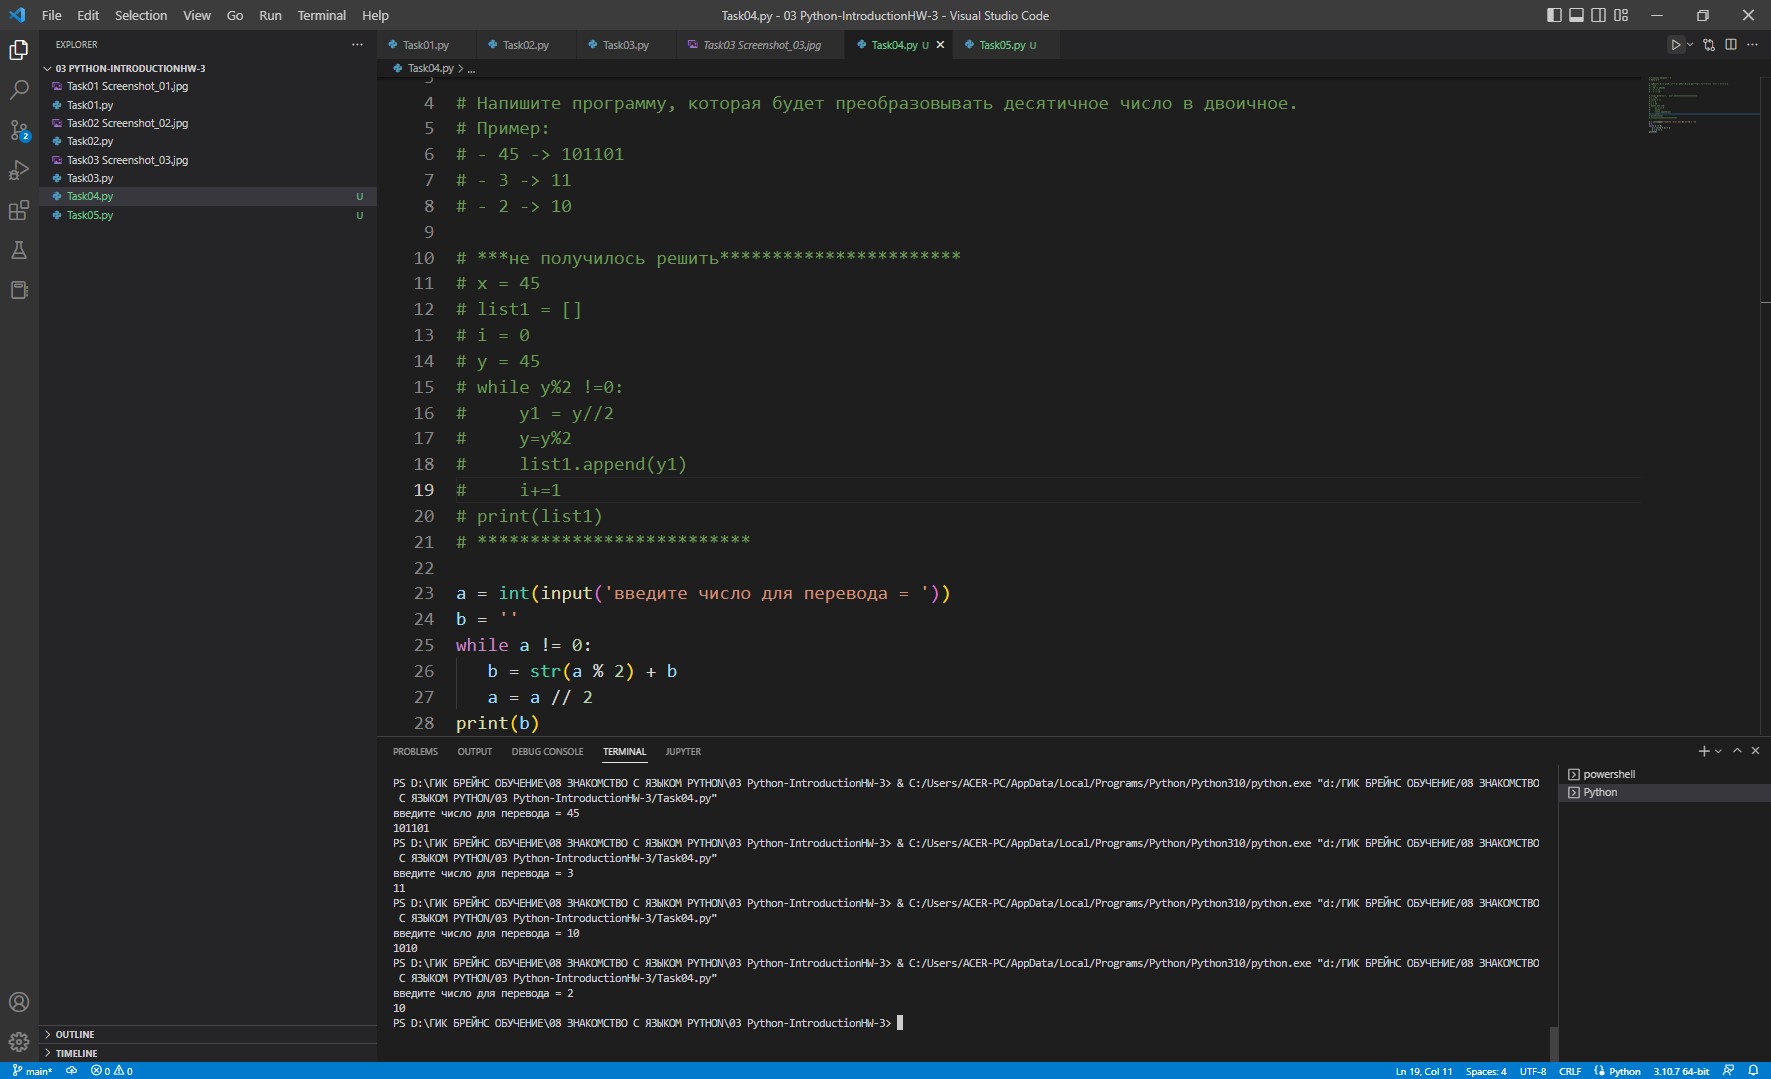 File Edit Selection View Go Run Terminal Help
Task04.py - 03 Python-IntroductionHW-3 - Visual Studio Code
EXPLORER
03 PYTHON-INTRODUCTIONHW-3
Task01 Screenshot_01.jpg
Task01.py
Task02 Screenshot_02.jpg
Task02.py
Task03 Screenshot_03.jpg
Task03.py
Task04.py U
Task05.py U
OUTLINE
TIMELINE
Task01.py Task02.py Task03.py Task03 Screenshot_03.jpg Task04.py U Task05.py U
Task04.py > ...
4 # Напишите программу, которая будет преобразовывать десятичное число в двоичное.
5 # Пример:
6 # - 45 -> 101101
7 # - 3 -> 11
8 # - 2 -> 10
9
10 # ***не получилось решить***********************
11 # x = 45
12 # list1 = []
13 # i = 0
14 # y = 45
15 # while y%2 !=0:
16 #     y1 = y//2
17 #     y=y%2
18 #     list1.append(y1)
19 #     i+=1
20 # print(list1)
21 # **************************
22
23 a = int(input('введите число для перевода = '))
24 b = ''
25 while a != 0:
26    b = str(a % 2) + b
27    a = a // 2
28 print(b)
PROBLEMS OUTPUT DEBUG CONSOLE TERMINAL JUPYTER
PS D:\ГИК БРЕЙНС ОБУЧЕНИЕ\08 ЗНАКОМСТВО С ЯЗЫКОМ PYTHON\03 Python-IntroductionHW-3> & C:/Users/ACER-PC/AppData/Local/Programs/Python/Python310/python.exe "d:/ГИК БРЕЙНС ОБУЧЕНИЕ/08 ЗНАКОМСТВО
С ЯЗЫКОМ PYTHON/03 Python-IntroductionHW-3/Task04.py"
введите число для перевода = 45
101101
PS D:\ГИК БРЕЙНС ОБУЧЕНИЕ\08 ЗНАКОМСТВО С ЯЗЫКОМ PYTHON\03 Python-IntroductionHW-3> & C:/Users/ACER-PC/AppData/Local/Programs/Python/Python310/python.exe "d:/ГИК БРЕЙНС ОБУЧЕНИЕ/08 ЗНАКОМСТВО
С ЯЗЫКОМ PYTHON/03 Python-IntroductionHW-3/Task04.py"
введите число для перевода = 3
11
PS D:\ГИК БРЕЙНС ОБУЧЕНИЕ\08 ЗНАКОМСТВО С ЯЗЫКОМ PYTHON\03 Python-IntroductionHW-3> & C:/Users/ACER-PC/AppData/Local/Programs/Python/Python310/python.exe "d:/ГИК БРЕЙНС ОБУЧЕНИЕ/08 ЗНАКОМСТВО
С ЯЗЫКОМ PYTHON/03 Python-IntroductionHW-3/Task04.py"
введите число для перевода = 10
1010
PS D:\ГИК БРЕЙНС ОБУЧЕНИЕ\08 ЗНАКОМСТВО С ЯЗЫКОМ PYTHON\03 Python-IntroductionHW-3> & C:/Users/ACER-PC/AppData/Local/Programs/Python/Python310/python.exe "d:/ГИК БРЕЙНС ОБУЧЕНИЕ/08 ЗНАКОМСТВО
С ЯЗЫКОМ PYTHON/03 Python-IntroductionHW-3/Task04.py"
введите число для перевода = 2
10
PS D:\ГИК БРЕЙНС ОБУЧЕНИЕ\08 ЗНАКОМСТВО С ЯЗЫКОМ PYTHON\03 Python-IntroductionHW-3>
powershell
Python
2
main* 0 0
Ln 19, Col 11 Spaces: 4 UTF-8 CRLF Python 3.10.7 64-bit